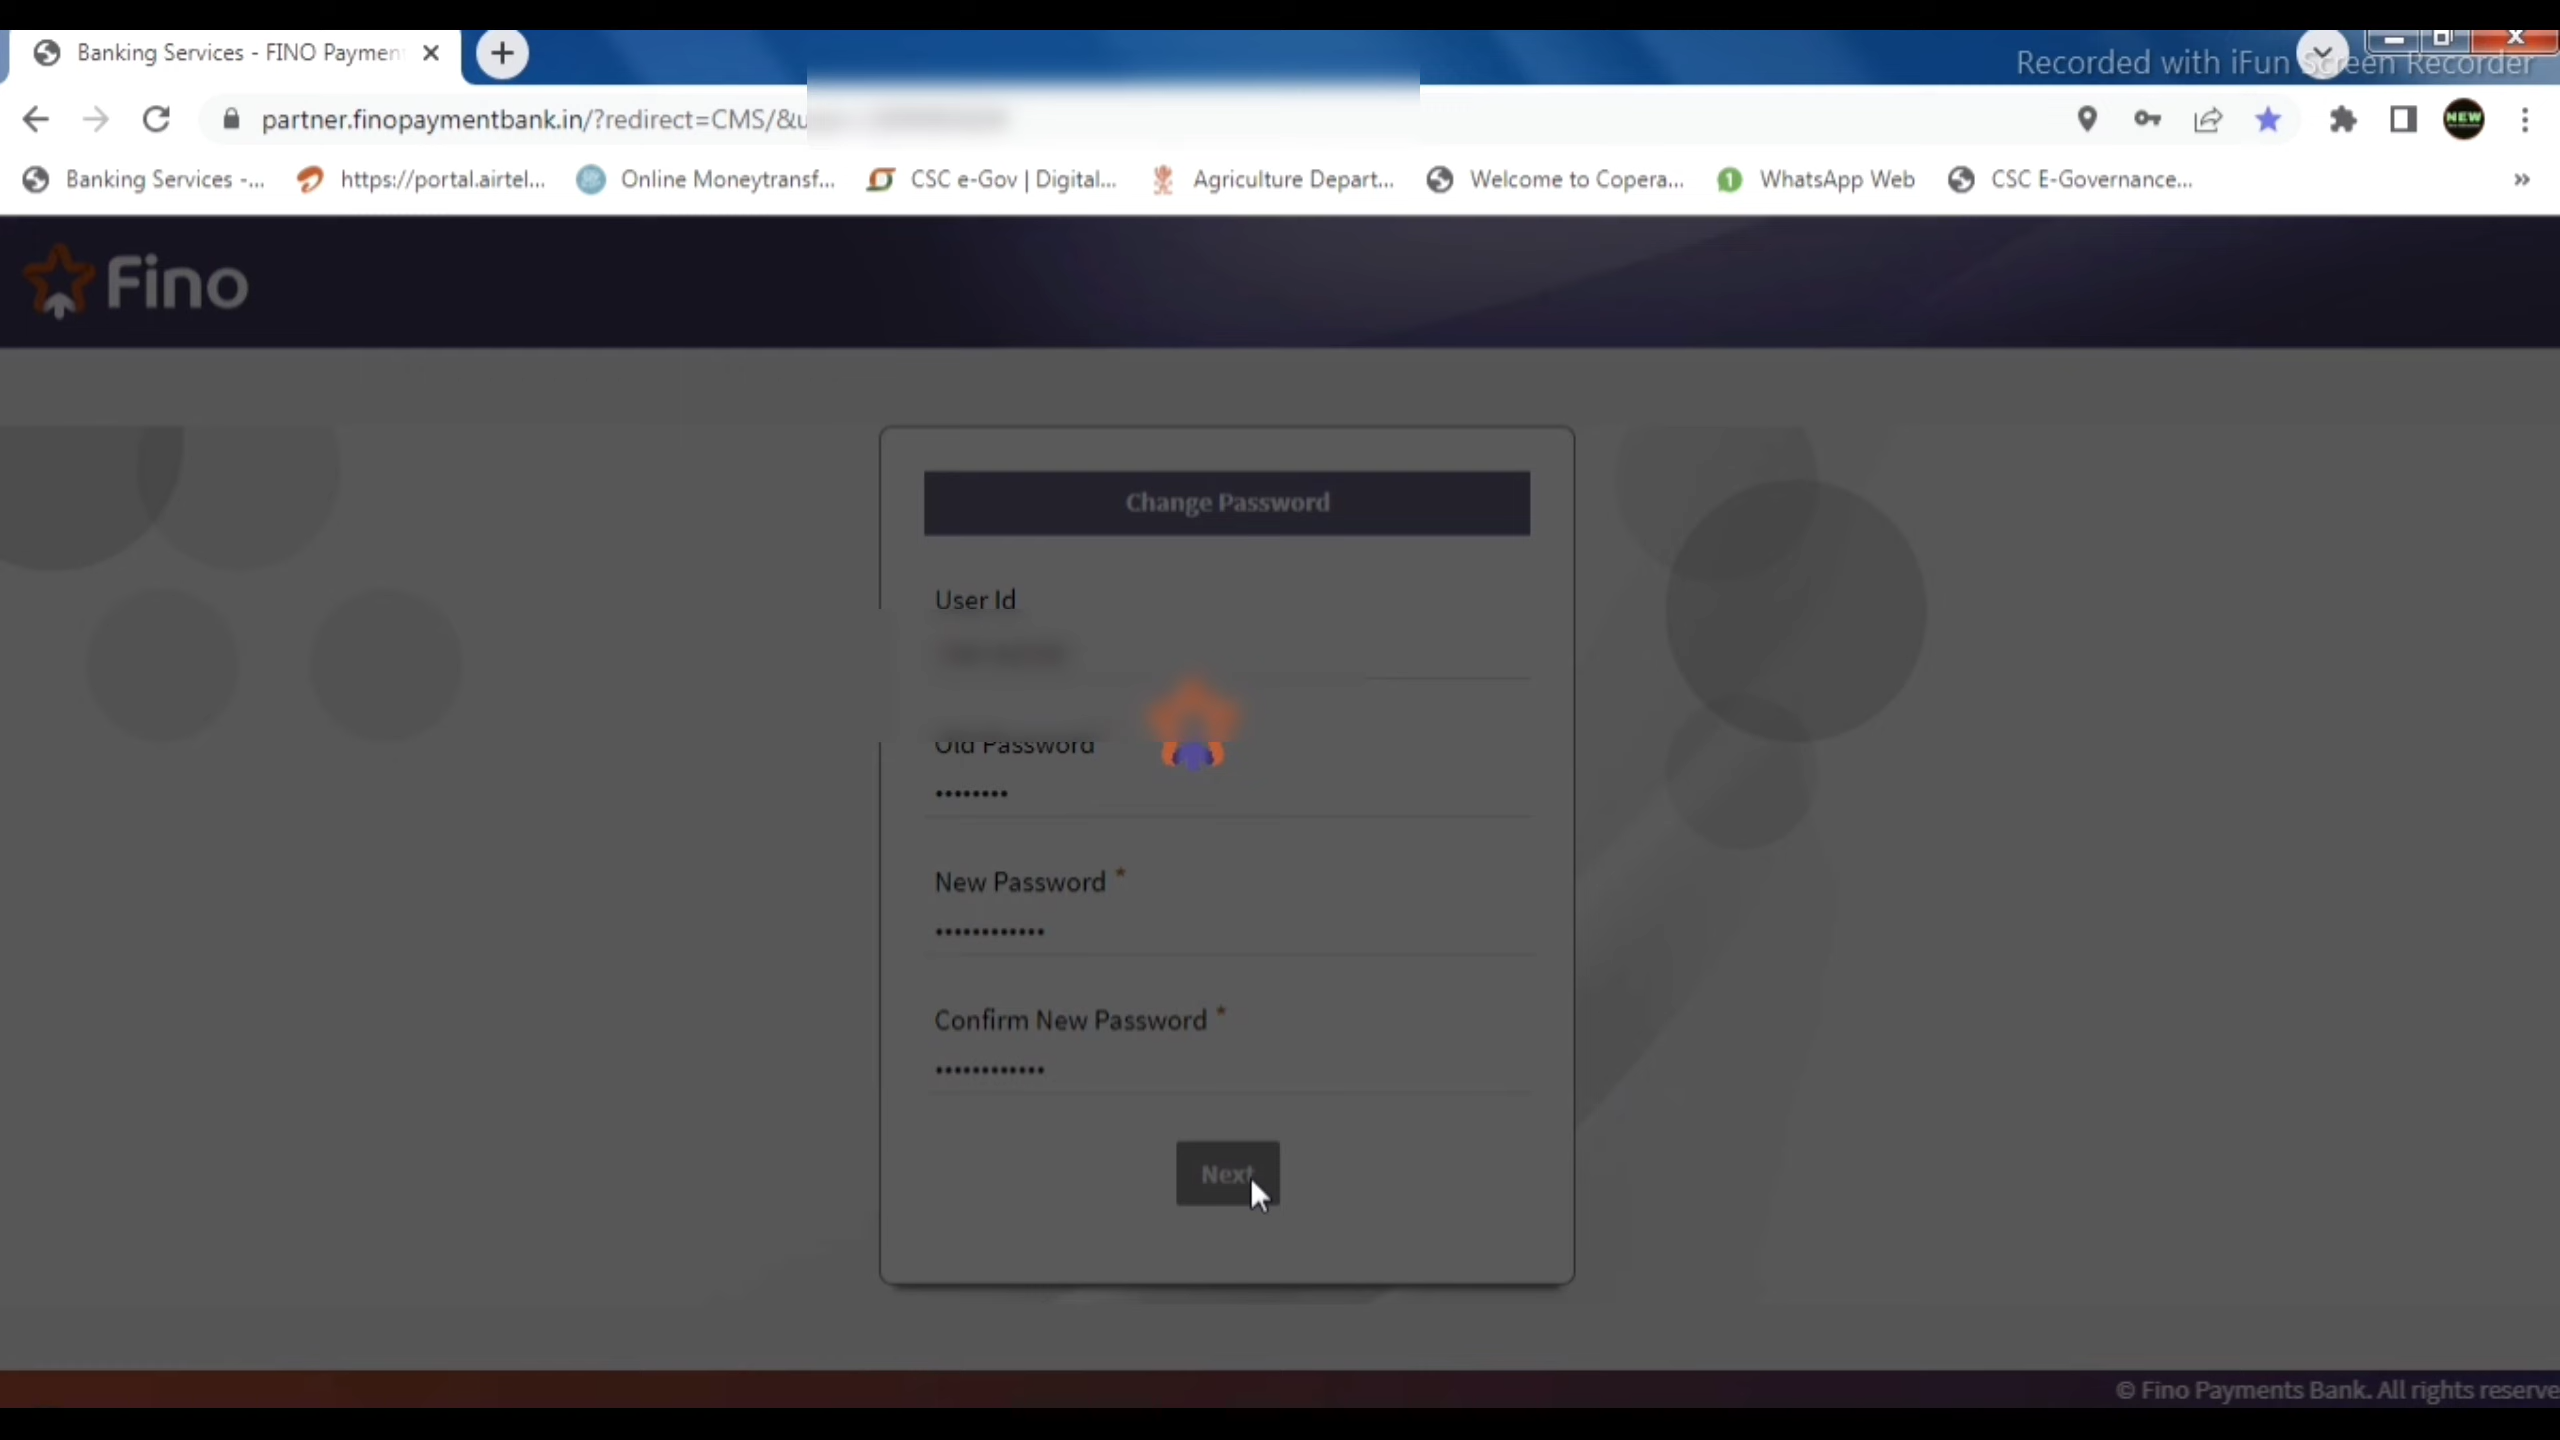 Banking Services - FINO Paymen
Recorded with iFun Screen Recorder
partner.finopaymentbank.in/?redirect=CMS/&u
NEW
Banking Services -...
https://portal.airtel...
Online Moneytransf...
CSC e-Gov | Digital...
Agriculture Depart...
Welcome to Copera...
1
WhatsApp Web
CSC E-Governance...
»
Fino
Change Password
User Id
Old Password
••••••••
New Password *
••••••••••••
Confirm New Password *
••••••••••••
Next
© Fino Payments Bank. All rights reserve